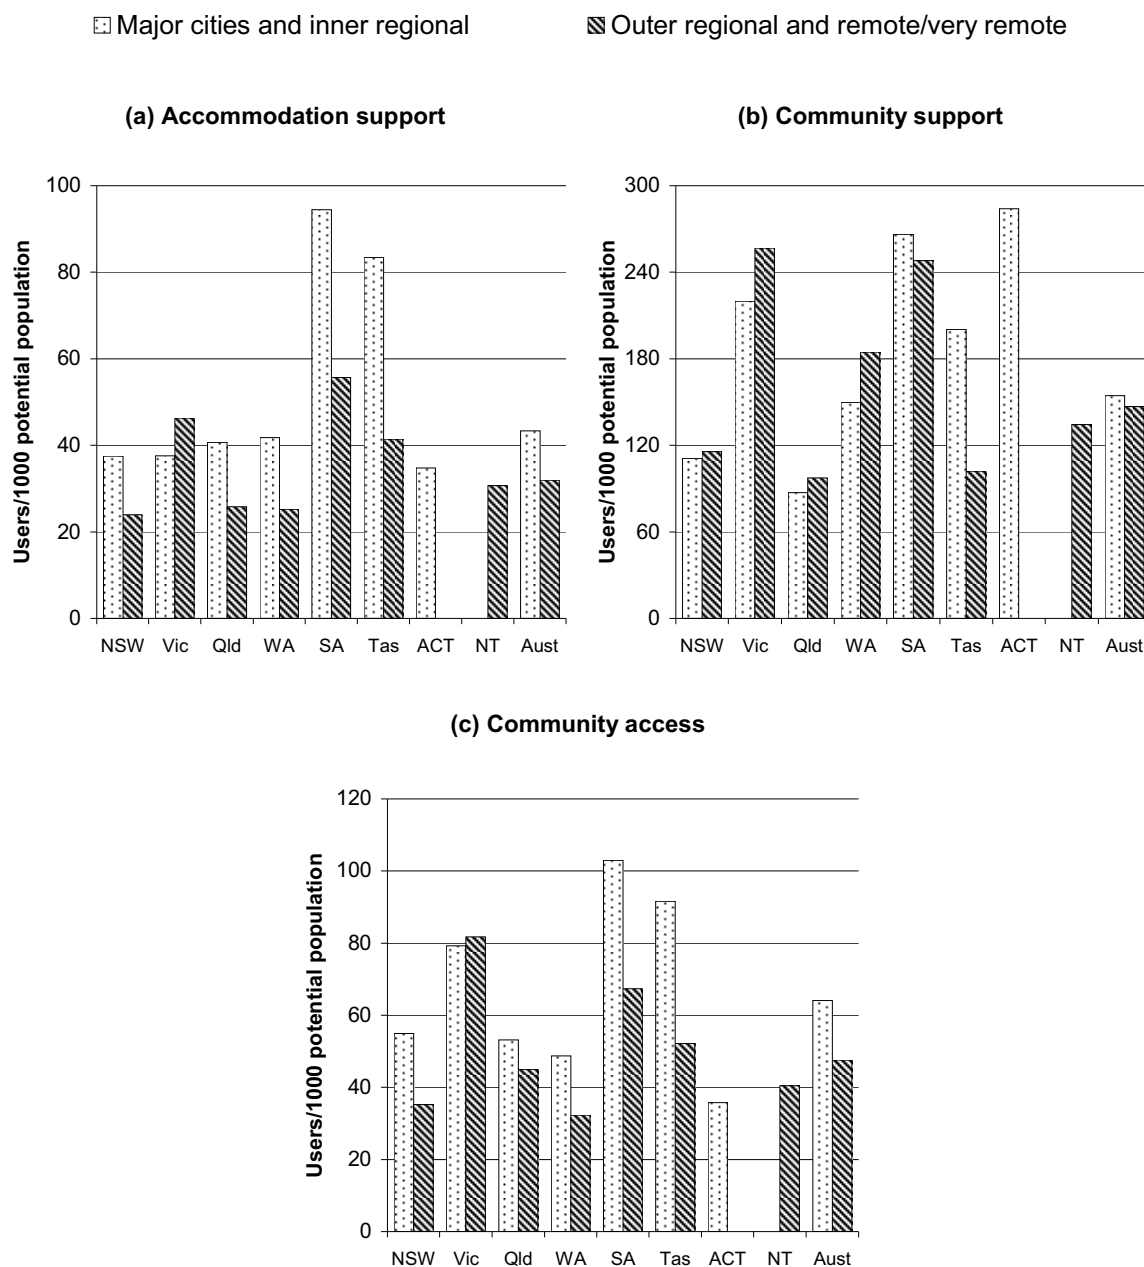 Major cities and inner regional
Outer regional and remote/very remote
(a) Accommodation support
Users/1000 potential population
100
80
60
40
20
0
NSW Vic Qld WA SA Tas ACT NT Aust
(b) Community support
Users/1000 potential population
300
240
180
120
60
0
NSW Vic Qld WA SA Tas ACT NT Aust
(c) Community access
Users/1000 potential population
120
100
80
60
40
20
0
NSW Vic Qld WA SA Tas ACT NT Aust